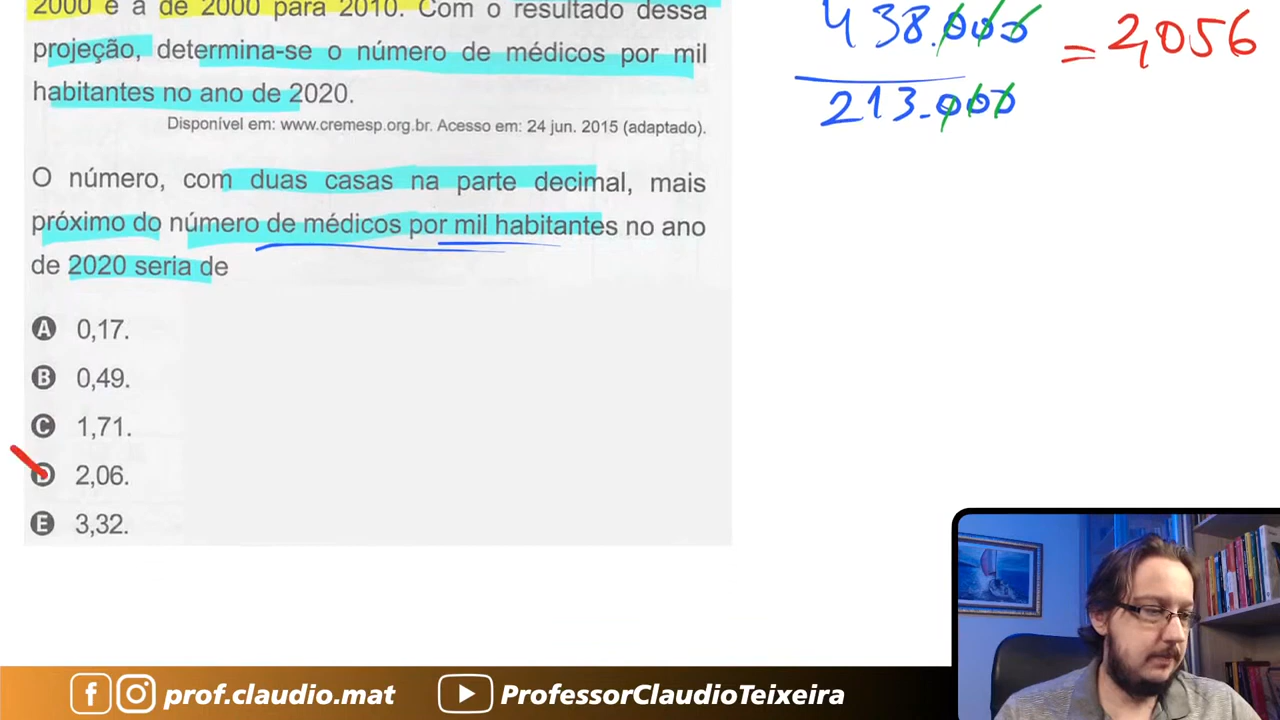 2000 e a de 2000 para 2010. Com o resultado dessa
projeção, determina-se o número de médicos por mil
habitantes no ano de 2020.
Disponível em: www.cremesp.org.br. Acesso em: 24 jun. 2015 (adaptado).
O número, com duas casas na parte decimal, mais
próximo do número de médicos por mil habitantes no ano
de 2020 seria de
A 0,17.
B 0,49.
C 1,71.
D 2,06.
E 3,32.
438.000
213.000
= 2,056
prof.claudio.mat
ProfessorClaudioTeixeira